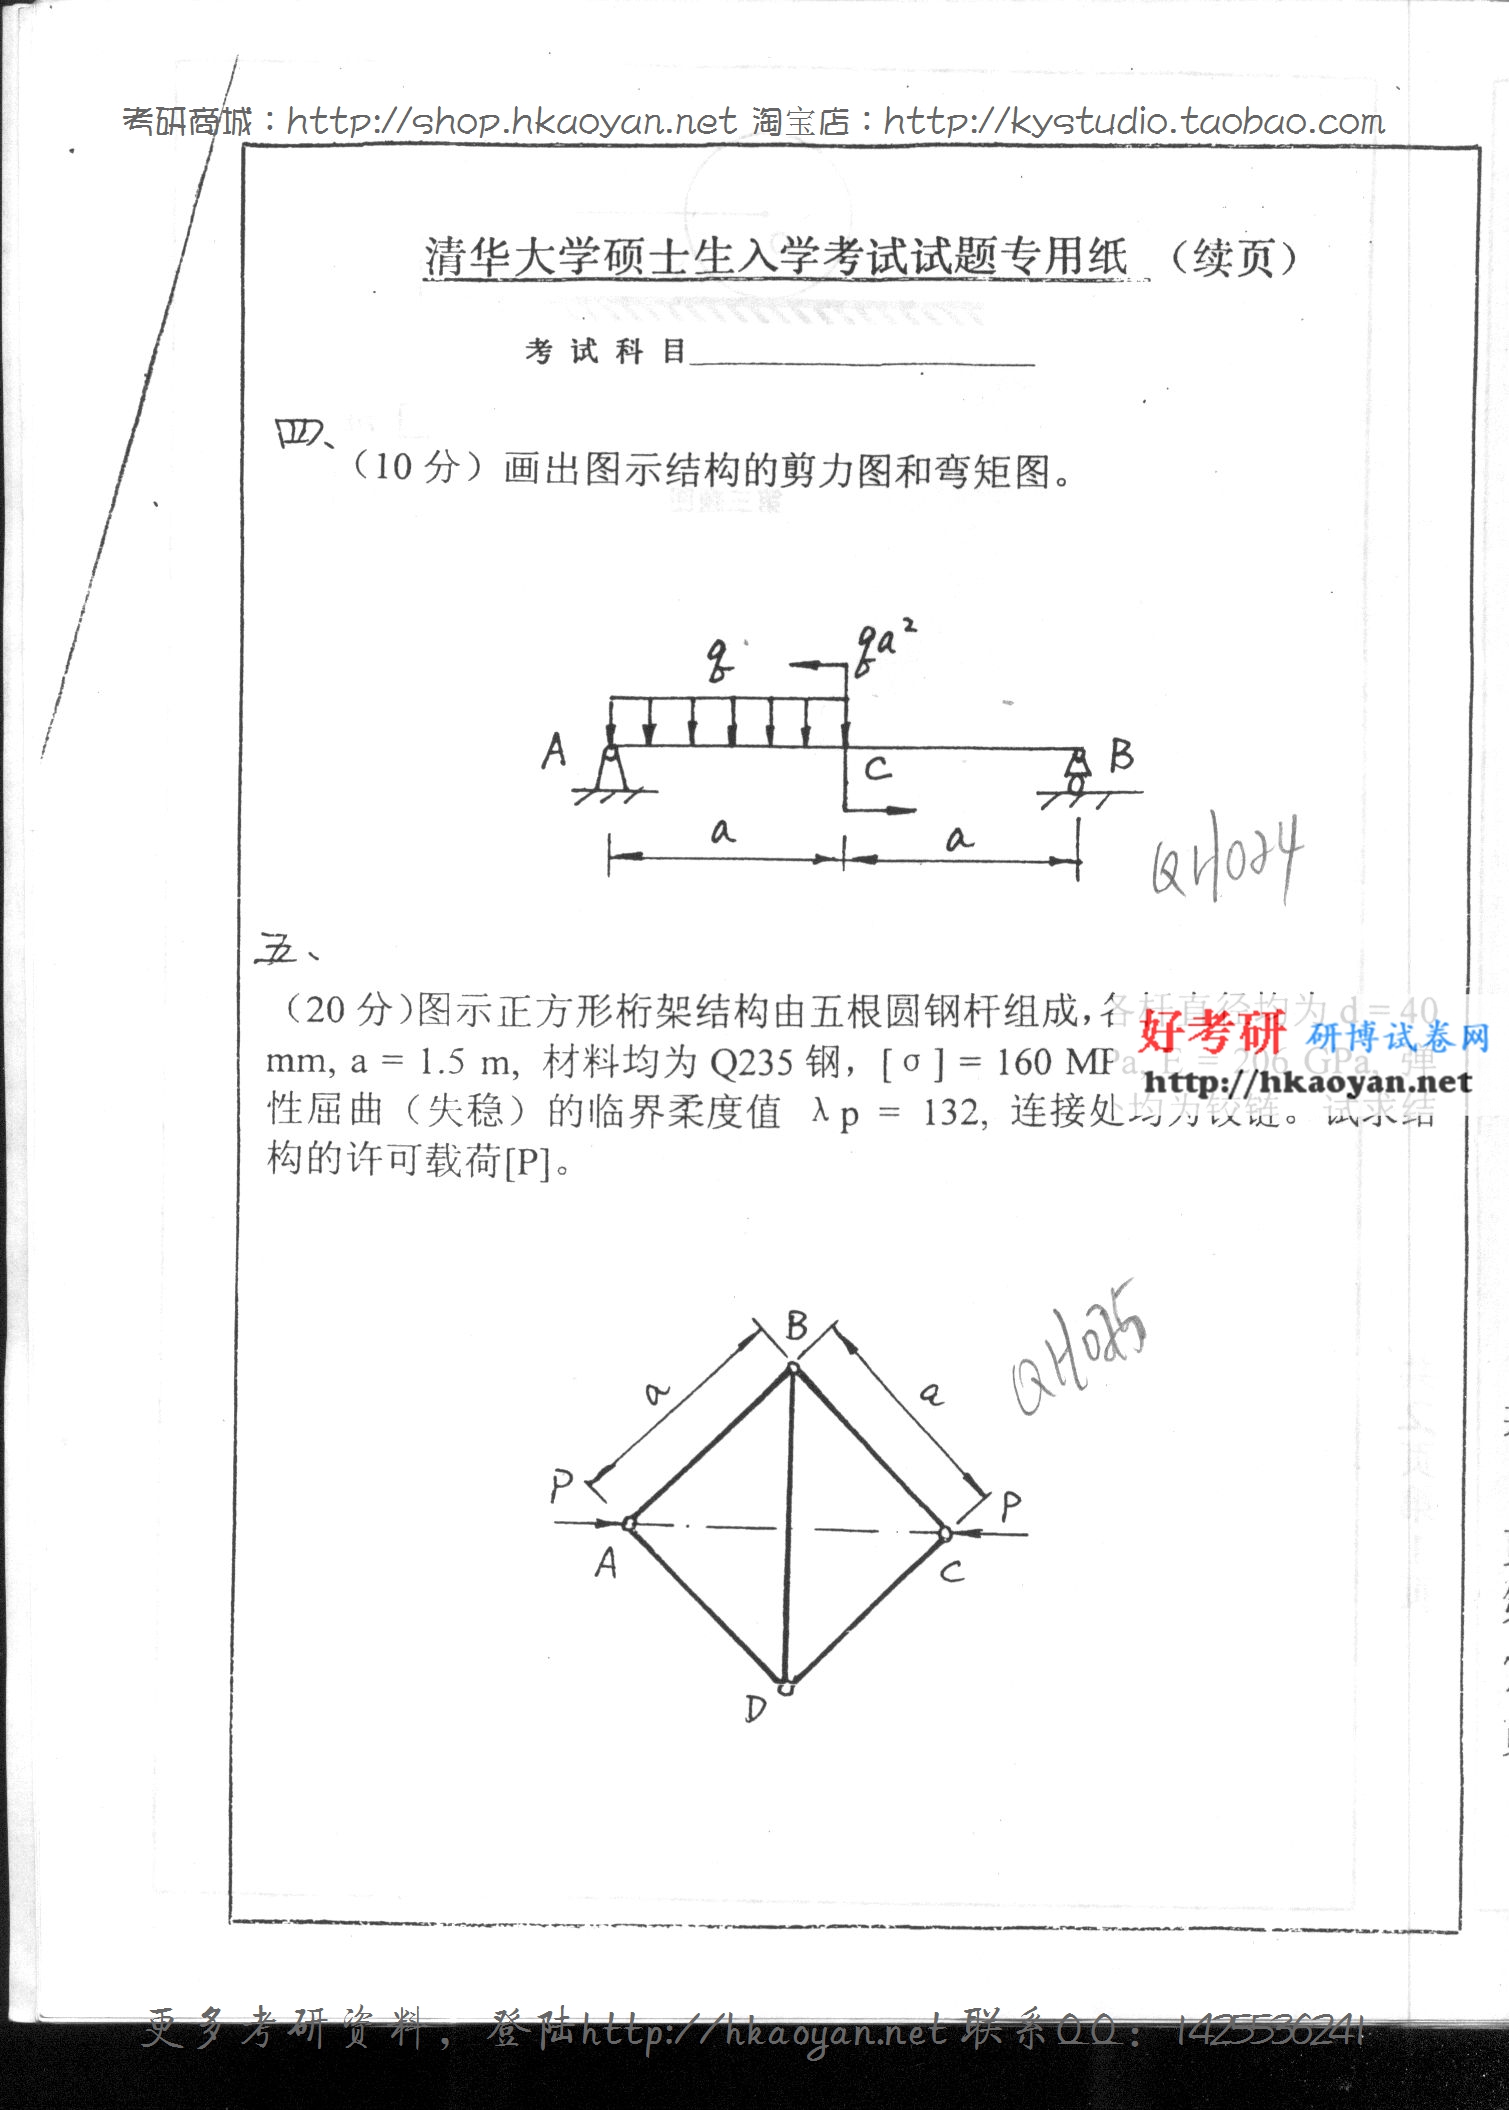 考研商城：http://shop.hkaoyan.net 淘宝店：http://kystudio.taobao.com
清华大学硕士生入学考试试题专用纸 （续页）
考试科目
四、
（10 分）画出图示结构的剪力图和弯矩图。
q
qa²
A
C
B
a
a
QH024
五、
（20 分）图示正方形桁架结构由五根圆钢杆组成，各杆直径均为 d = 40
好考研 研博试卷网
mm, a = 1.5 m, 材料均为 Q235 钢，[σ] = 160 MPa, E = 206 GPa, 弹
http://hkaoyan.net
性屈曲（失稳）的临界柔度值 λp = 132, 连接处均为铰链。试求结
构的许可载荷[P]。
B
a
a
QH025
P
P
A
C
D
更多考研资料，登陆http://hkaoyan.net 联系QQ：1425536241